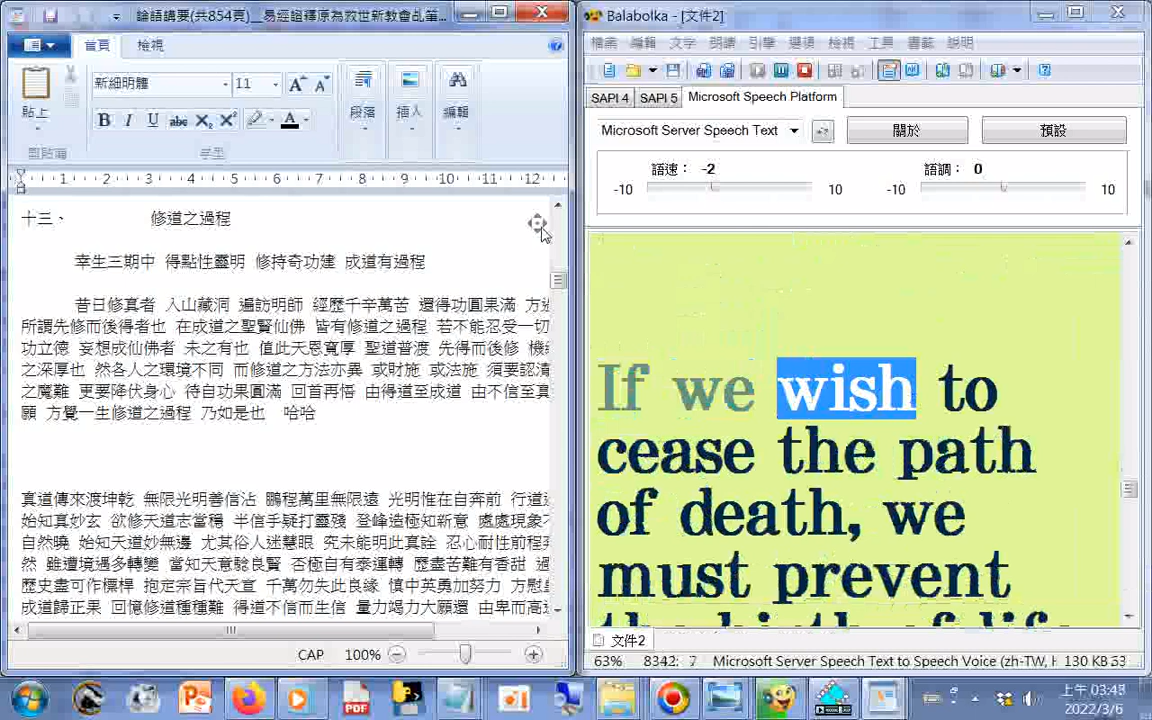 論語講要(共854頁)__易經證釋原為救世新教會乩筆...
首頁 檢視
貼上
新細明體 11
段落
插入
編輯
剪貼簿
字型
1 2 3 4 5 6 7 8 9 10 11 12
十三、 修道之過程
幸生三期中 得點性靈明 修持奇功建 成道有過程
昔日修真者 入山藏洞 遍訪明師 經歷千辛萬苦 還得功圓果滿 方
所謂先修而後得者也 在成道之聖賢仙佛 皆有修道之過程 若不能忍受一切
功立德 妄想成仙佛者 未之有也 值此天恩寬厚 聖道普渡 先得而後修 機
之深厚也 然各人之環境不同 而修道之方法亦異 或財施 或法施 須要認清
之魔難 更要降伏身心 待自功果圓滿 回首再悟 由得道至成道 由不信至真
願 方覺一生修道之過程 乃如是也 哈哈
真道傳來渡坤乾 無限光明善信沾 鵬程萬里無限遠 光明惟在自奔前 行道
始知真妙玄 欲修天道志當穩 半信半疑打靈殘 登峰造極知新意 處處現象
自然曉 始知天道妙無邊 尤其俗人迷慧眼 究未能明此真詮 忍心耐性前程
然 雖遭境遇多轉變 當知天意騐良賢 否極自有泰運轉 歷盡苦難有香甜
歷史盡可作標桿 抱定宗旨代天宣 千萬勿失此良緣 慎中英勇加努力 方慰
成道歸正果 回憶修道種種難 得道不信而生信 量力竭力大願還 由卑而高
CAP 100%
Balabolka - [文件2]
檔案 編輯 文字 朗讀 引擎 選項 檢視 工具 書籤 說明
SAPI 4 SAPI 5 Microsoft Speech Platform
Microsoft Server Speech Text 關於 預設
語速： -2 語調： 0
-10 10 -10 10
If we wish to
cease the path
of death, we
must prevent
the birth of life
文件2
63% 8342: 7 Microsoft Server Speech Text to Speech Voice (zh-TW, H 130 KB
上午 03:48
2022/3/6